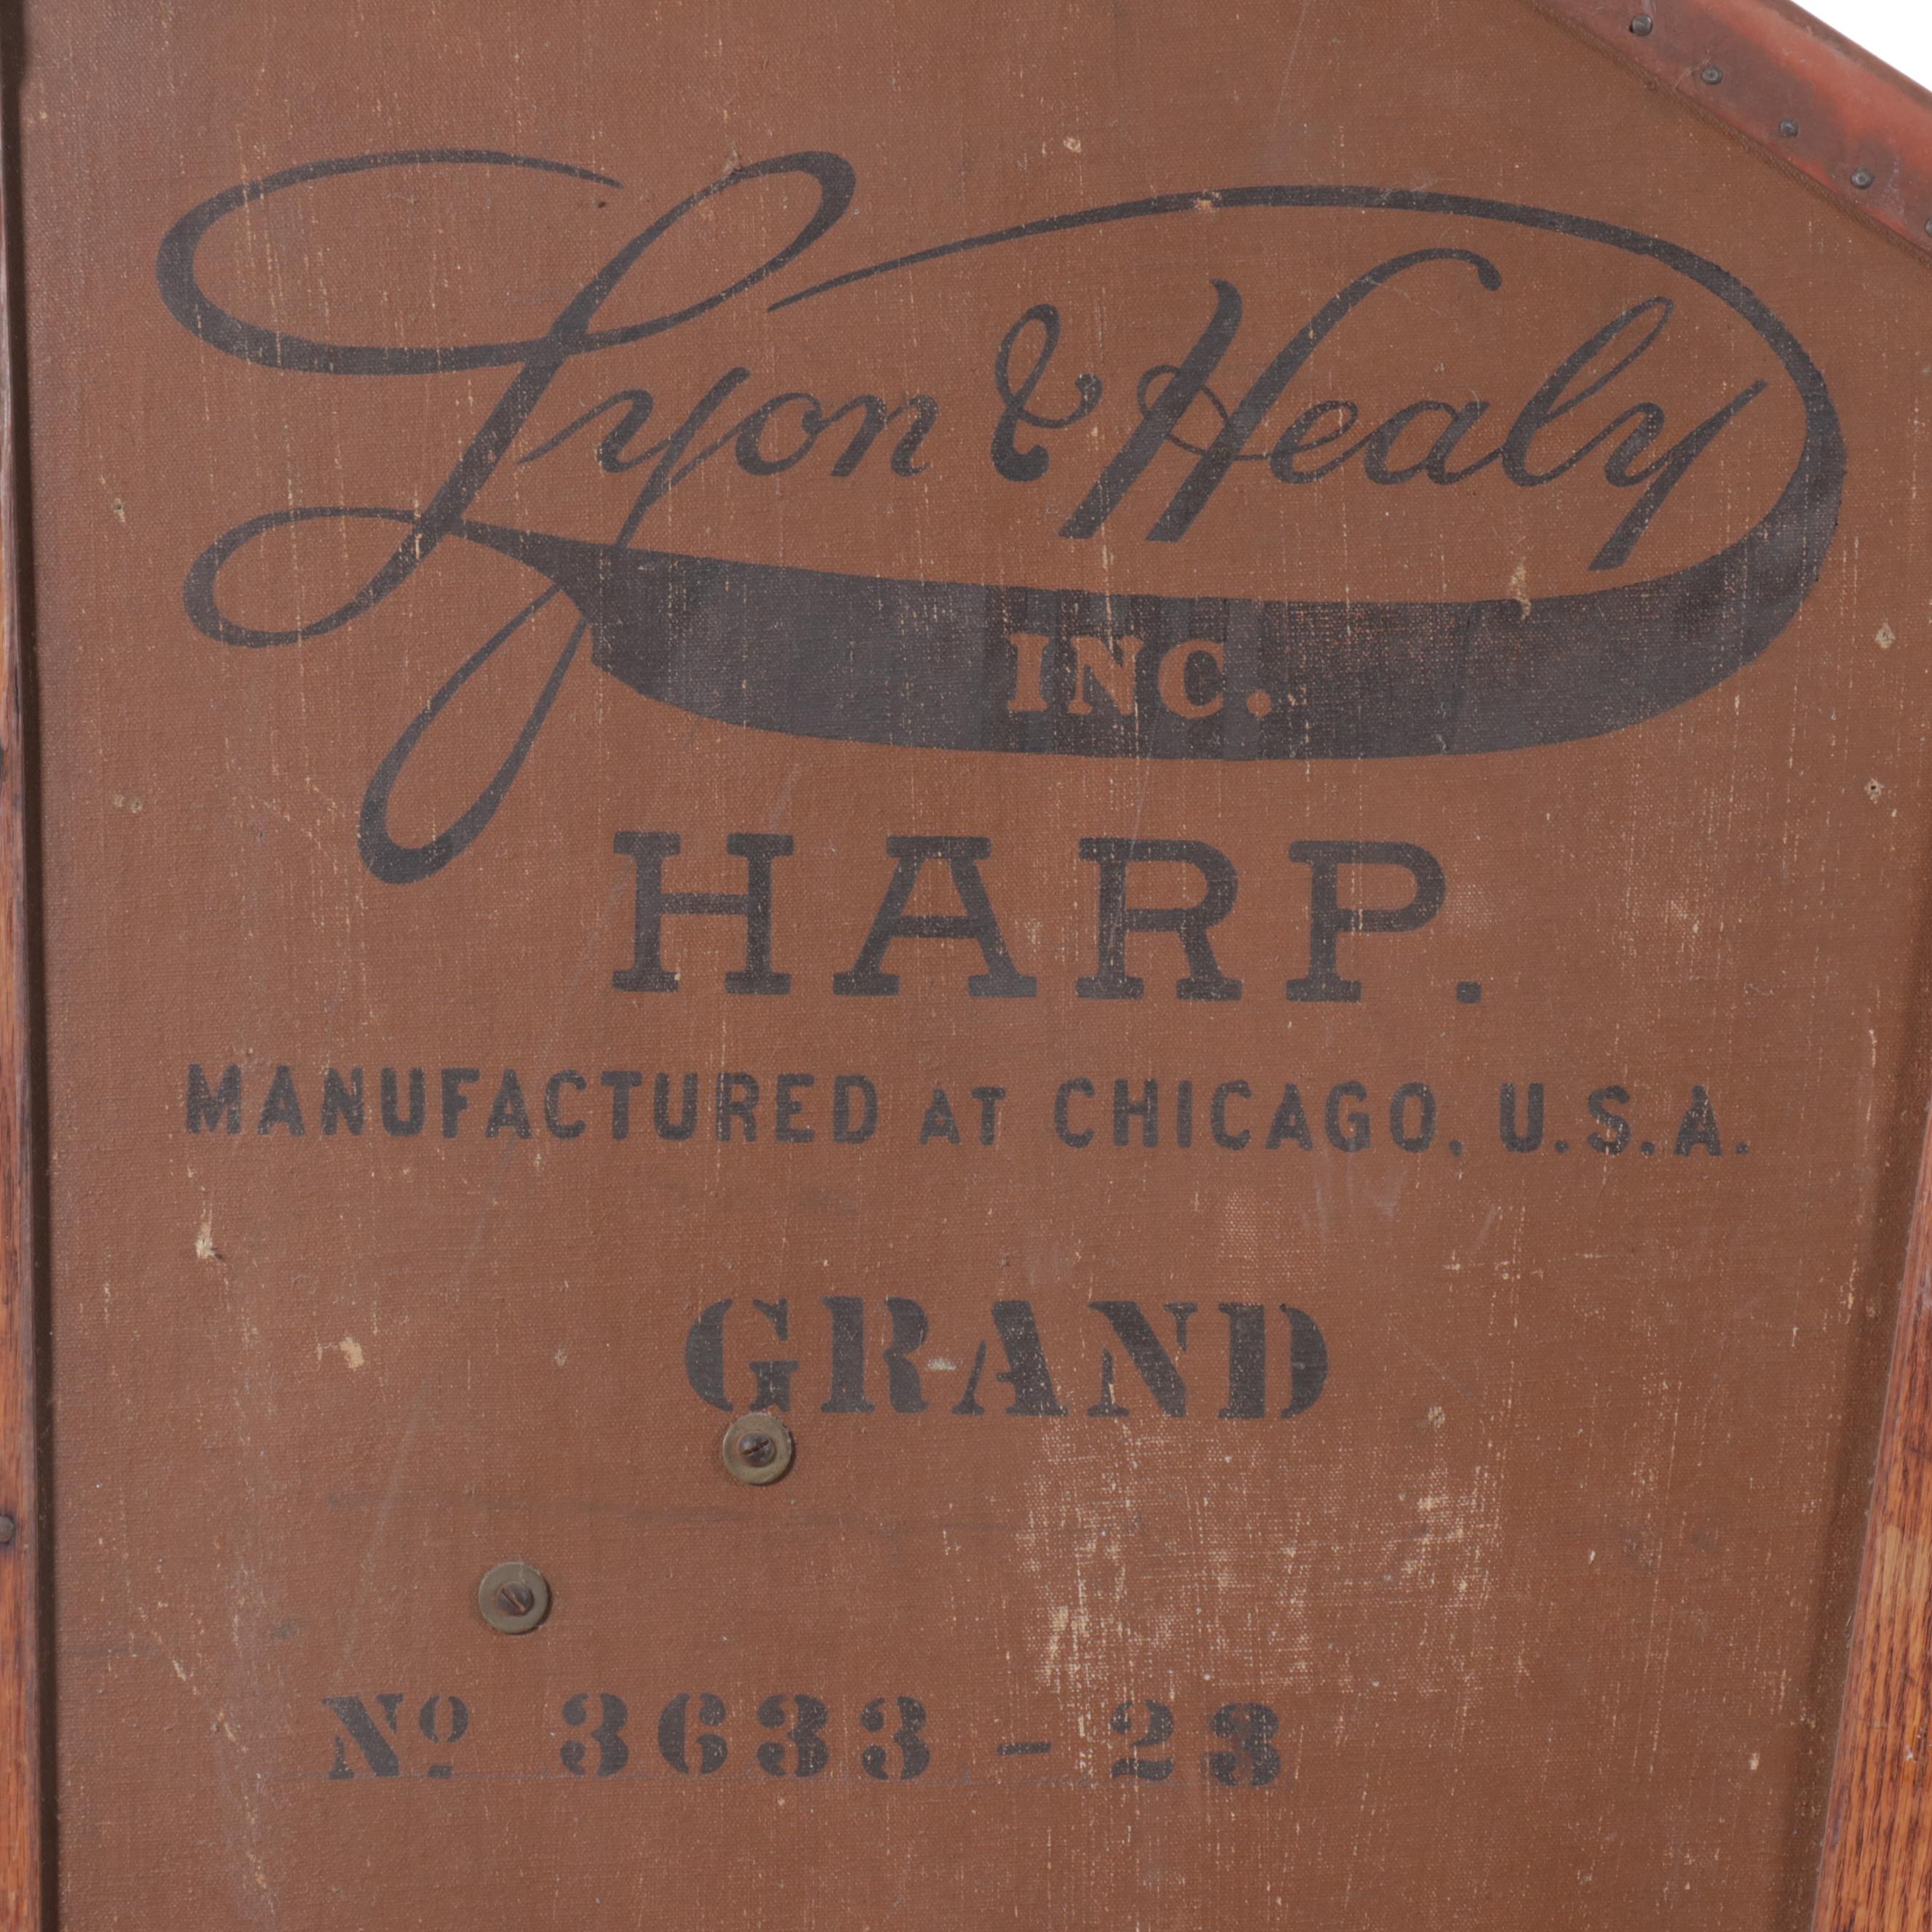 Lyon & Healy
INC.
HARP.
MANUFACTURED AT CHICAGO, U.S.A.
GRAND
Nº 3633 - 23